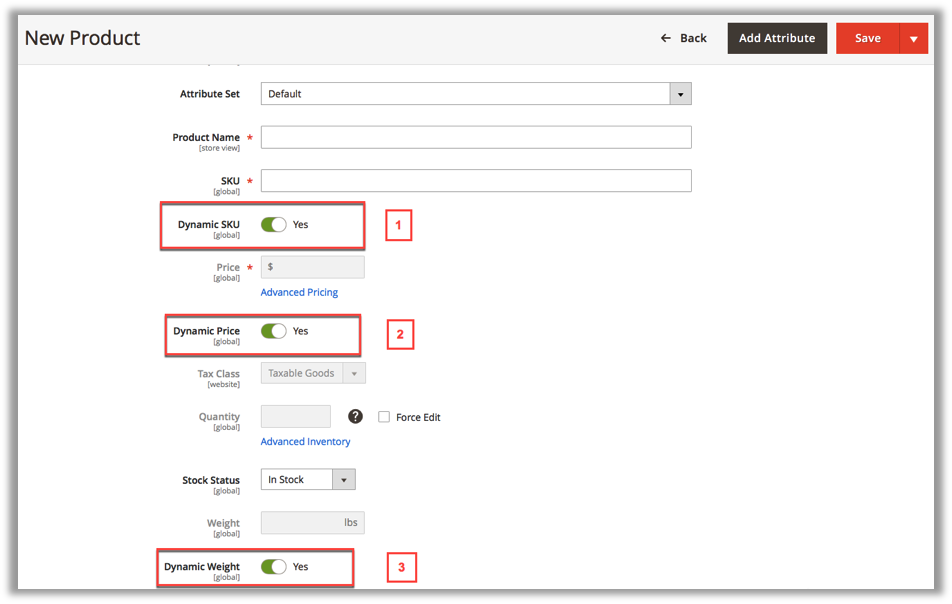 New Product
Back
Add Attribute
Save
Attribute Set
Default
Product Name *
[store view]
SKU *
[global]
Dynamic SKU
[global]
Yes
1
Price *
[global]
$
Advanced Pricing
Dynamic Price
[global]
Yes
2
Tax Class
[website]
Taxable Goods
Quantity
[global]
?
Force Edit
Advanced Inventory
Stock Status
[global]
In Stock
Weight
[global]
lbs
Dynamic Weight
[global]
Yes
3